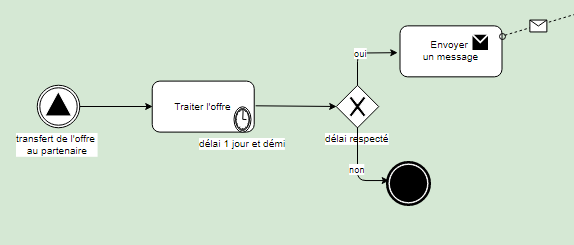 oui
Envoyer
un message
Traiter l'offre
transfert de l'offre
au partenaire
délai 1 jour et démi
délai respecté
non